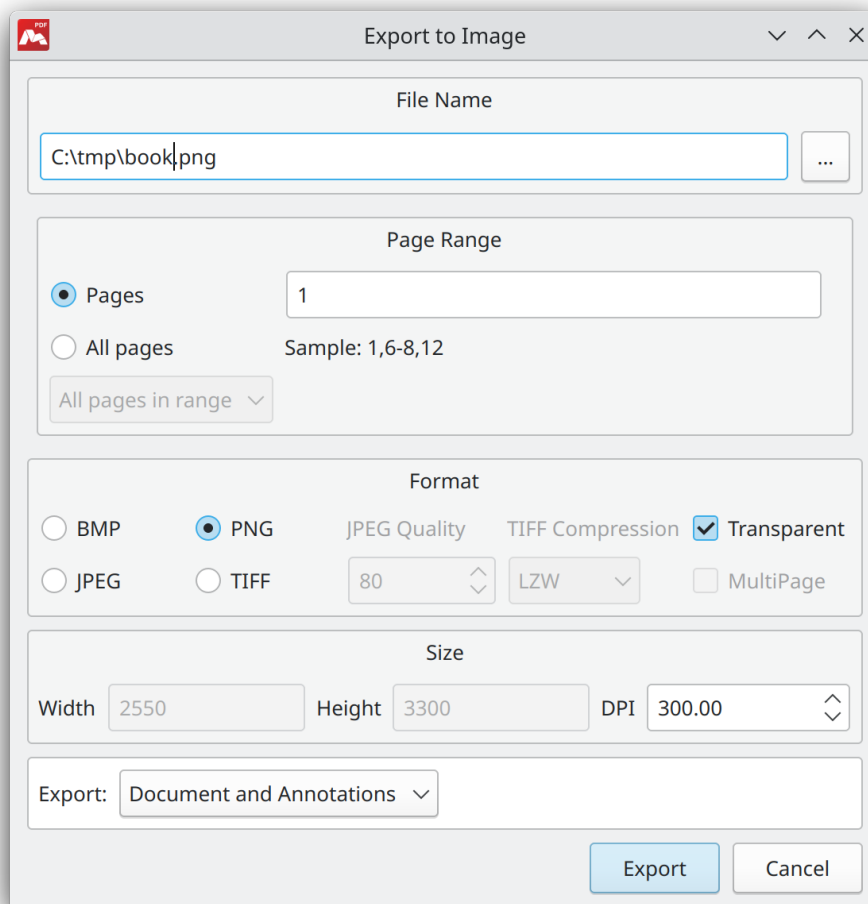 PDF
Export to Image
File Name
C:\tmp\book.png
...
Page Range
Pages
1
All pages
Sample: 1,6-8,12
All pages in range
Format
BMP
PNG
JPEG Quality
TIFF Compression
Transparent
JPEG
TIFF
80
LZW
MultiPage
Size
Width
2550
Height
3300
DPI
300.00
Export:
Document and Annotations
Export
Cancel